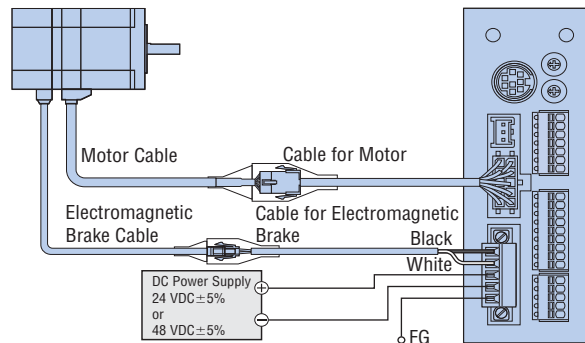 Motor Cable
Cable for Motor
Electromagnetic
Brake Cable
Cable for Electromagnetic
Brake
Black
White
DC Power Supply
24 VDC±5%
or
48 VDC±5%
+
−
FG